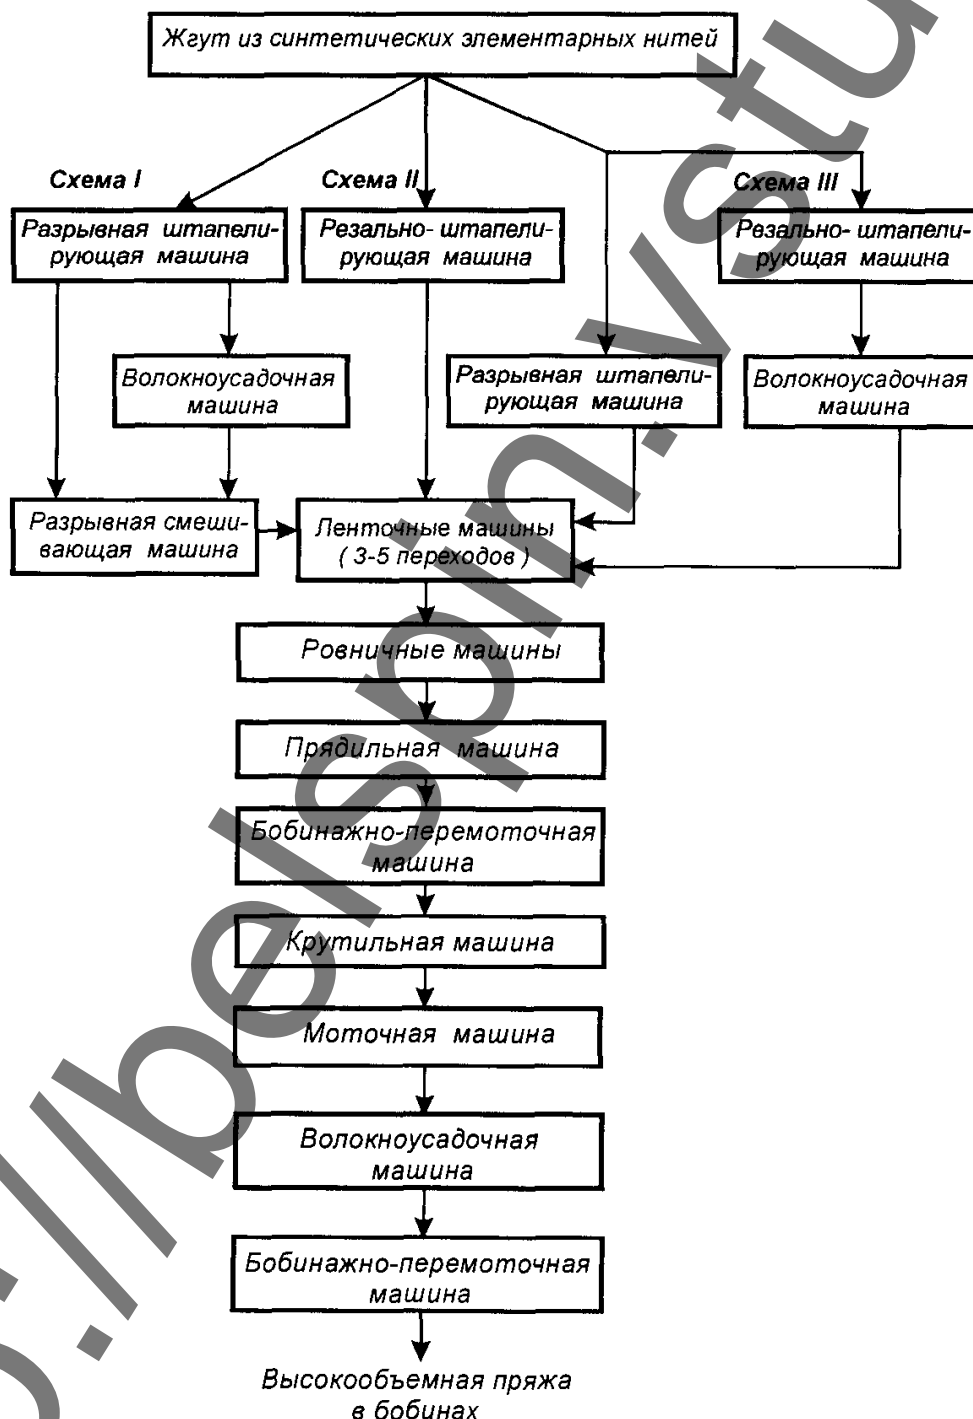 Жгут из синтетических элементарных нитей
Схема I
Схема II
Схема III
Разрывная штапели-
рующая машина
Резально- штапели-
рующая машина
Резально- штапели-
рующая машина
Волокноусадочная
машина
Разрывная штапели-
рующая машина
Волокноусадочная
машина
Разрывная смеши-
вающая машина
Ленточные машины
( 3-5 переходов )
Ровничные машины
Прядильная машина
Бобинажно-перемоточная
машина
Крутильная машина
Моточная машина
Волокноусадочная
машина
Бобинажно-перемоточная
машина
Высокообъемная пряжа
в бобинах
s://belspin.vstu